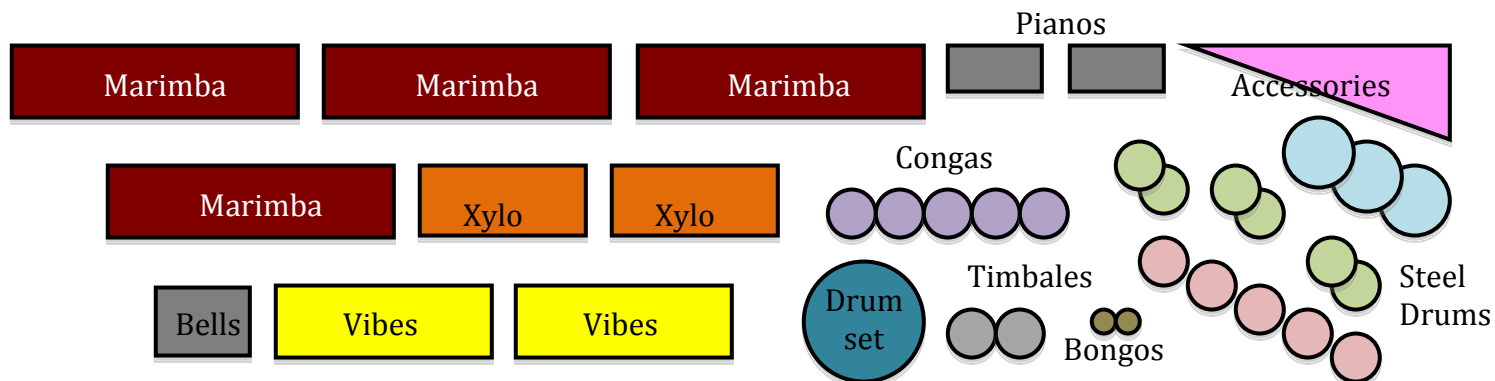 Pianos
Marimba Marimba Marimba Accessories
Congas
Marimba Xylo Xylo
Timbales
Bells Vibes Vibes Drum set Bongos Steel Drums